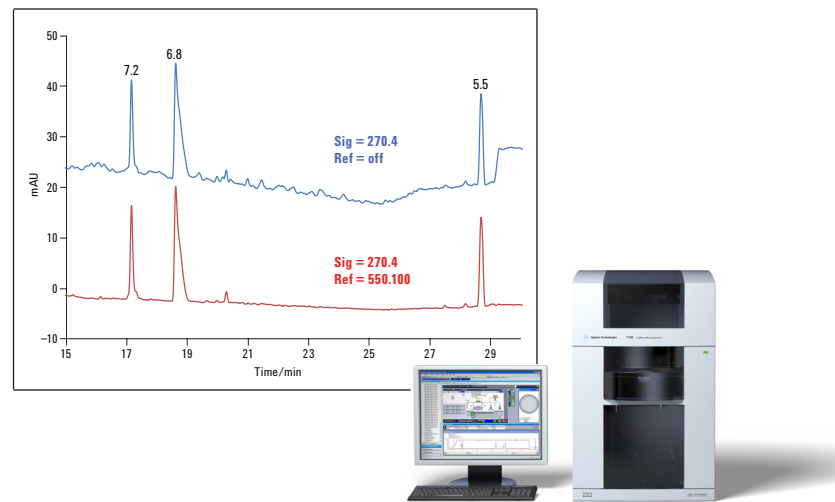 50
40
30
20
10
0
–10
mAU
7.2
6.8
5.5
Sig = 270.4
Ref = off
Sig = 270.4
Ref = 550.100
15
17
19
21
23
25
27
29
Time/min
Agilent Technologies